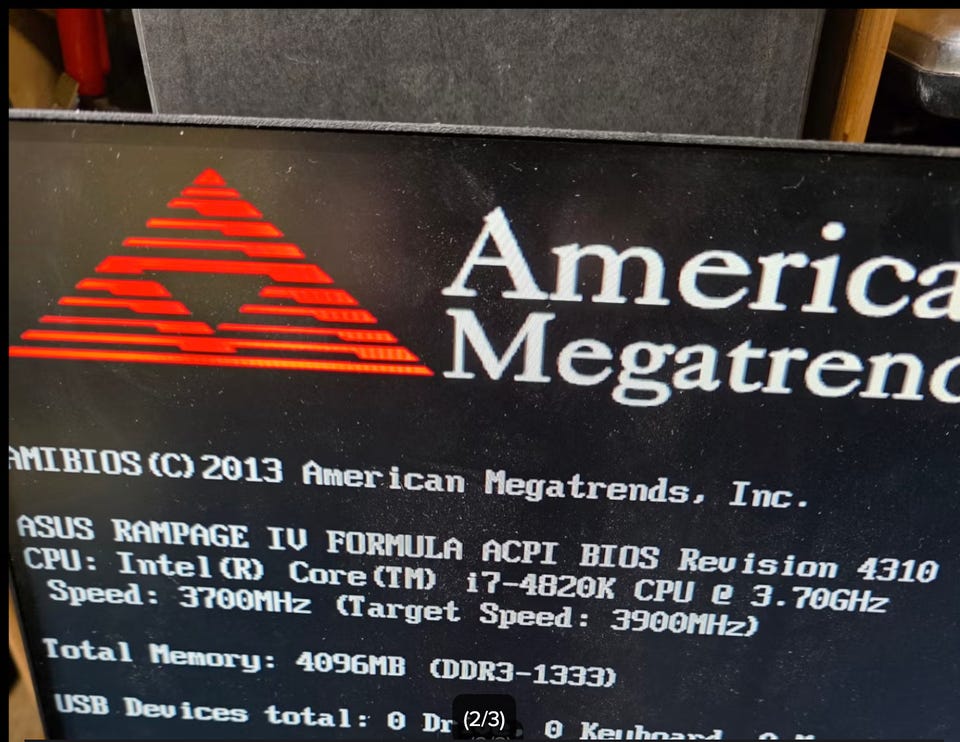 America
Megatrend
AMIBIOS(C)2013 American Megatrends, Inc.
ASUS RAMPAGE IV FORMULA ACPI BIOS Revision 4310
CPU: Intel(R) Core(TM) i7-4820K CPU @ 3.70GHz
Speed: 3700MHz (Target Speed: 3900MHz)
Total Memory: 4096MB (DDR3-1333)
USB Devices total: 0 Dr 0 Keyboard, 0 M
(2/3)